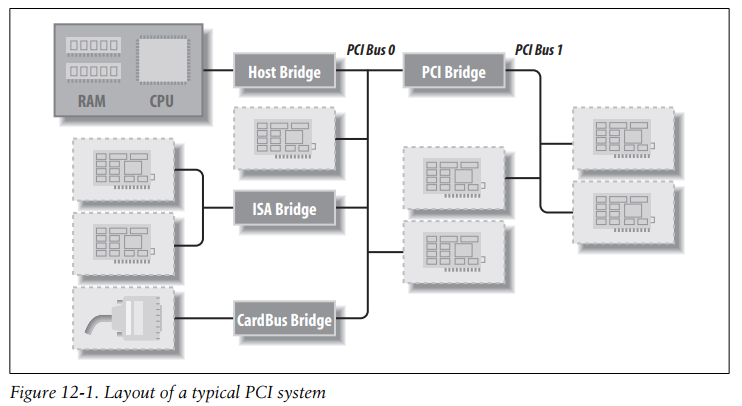 PCI Bus 0
PCI Bus 1
Host Bridge
PCI Bridge
RAM
CPU
ISA Bridge
CardBus Bridge
Figure 12-1. Layout of a typical PCI system